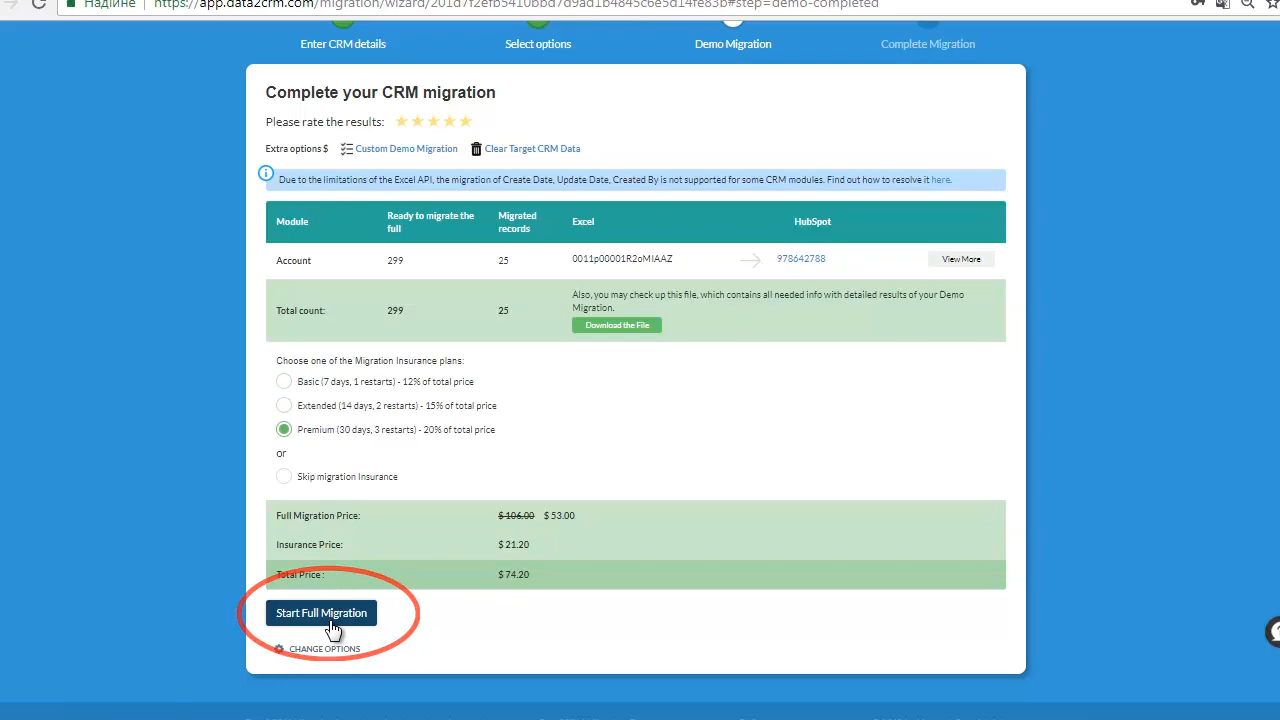 Надійне
https://app.data2crm.com/migration/wizard/201d7f2efb5410bbd7d9ad1b4845c6e5d14fe83b#step=demo-completed
Enter CRM details
Select options
Demo Migration
Complete Migration
Complete your CRM migration
Please rate the results:
Extra options $ Custom Demo Migration Clear Target CRM Data
Due to the limitations of the Excel API, the migration of Create Date, Update Date, Created By is not supported for some CRM modules. Find out how to resolve it here.
Module Ready to migrate the full Migrated records Excel HubSpot
Account 299 25 0011p00001R2oMIAAZ 978642788 View More
Total count: 299 25 Also, you may check up this file, which contains all needed info with detailed results of your Demo
Migration.
Download the File
Choose one of the Migration Insurance plans:
Basic (7 days, 1 restarts) - 12% of total price
Extended (14 days, 2 restarts) - 15% of total price
Premium (30 days, 3 restarts) - 20% of total price
or
Skip migration Insurance
Full Migration Price: $ 106.00 $ 53.00
Insurance Price: $ 21.20
Total Price : $ 74.20
Start Full Migration
CHANGE OPTIONS